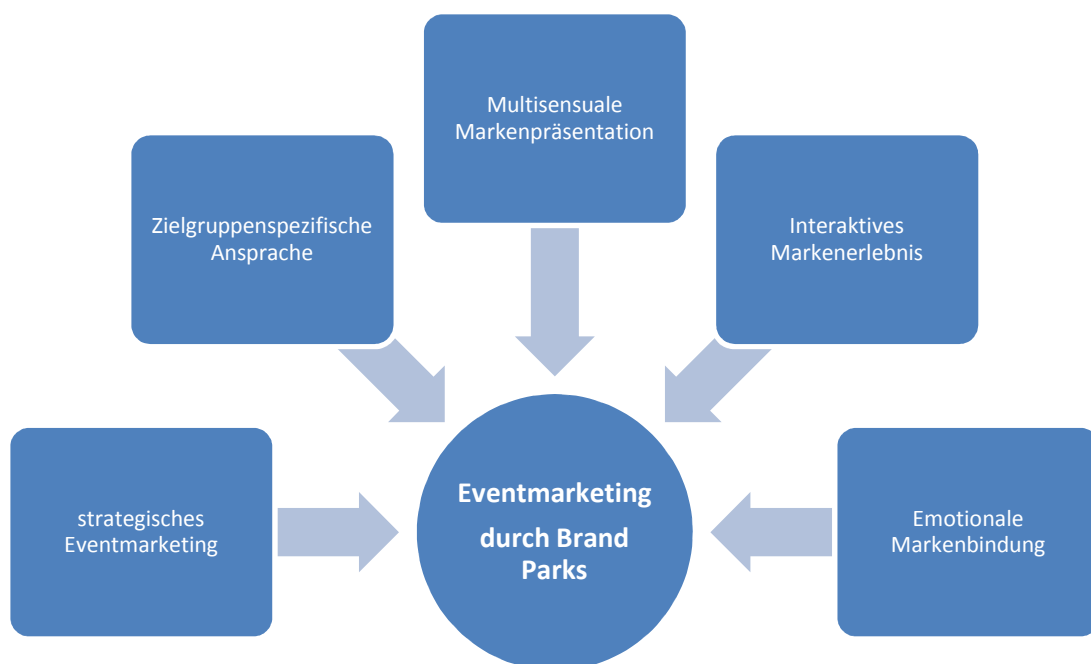 Multisensuale
Markenpräsentation
Zielgruppenspezifische
Ansprache
Interaktives
Markenerlebnis
strategisches
Eventmarketing
Eventmarketing
durch Brand
Parks
Emotionale
Markenbindung